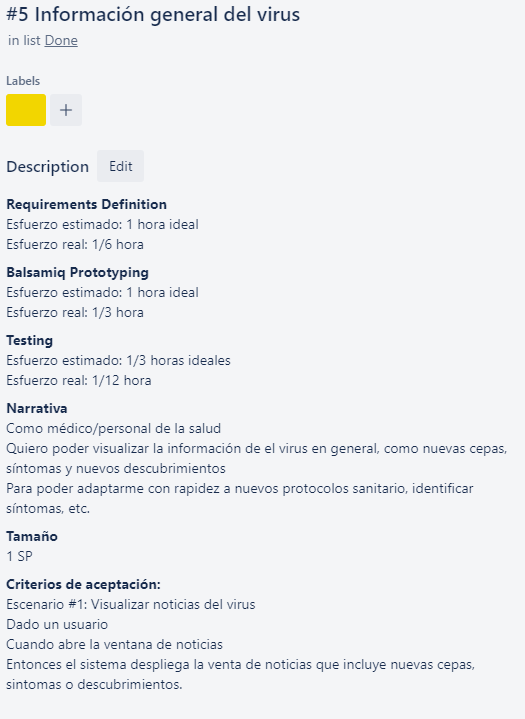 #5 Información general del virus
in list Done
Labels
+
Description Edit
Requirements Definition
Esfuerzo estimado: 1 hora ideal
Esfuerzo real: 1/6 hora
Balsamiq Prototyping
Esfuerzo estimado: 1 hora ideal
Esfuerzo real: 1/3 hora
Testing
Esfuerzo estimado: 1/3 horas ideales
Esfuerzo real: 1/12 hora
Narrativa
Como médico/personal de la salud
Quiero poder visualizar la información de el virus en general, como nuevas cepas,
síntomas y nuevos descubrimientos
Para poder adaptarme con rapidez a nuevos protocolos sanitario, identificar
síntomas, etc.
Tamaño
1 SP
Criterios de aceptación:
Escenario #1: Visualizar noticias del virus
Dado un usuario
Cuando abre la ventana de noticias
Entonces el sistema despliega la venta de noticias que incluye nuevas cepas,
sintomas o descubrimientos.